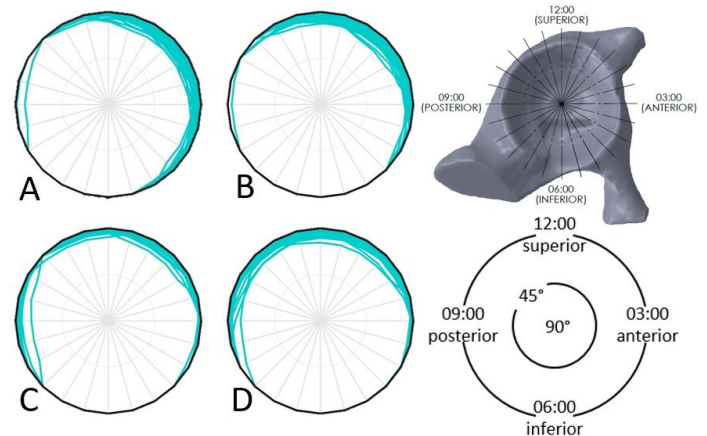 A
B
12:00
(SUPERIOR)
09:00
(POSTERIOR)
03:00
(ANTERIOR)
06:00
(INFERIOR)
C
D
12:00
superior
45°
09:00
posterior
90°
03:00
anterior
06:00
inferior